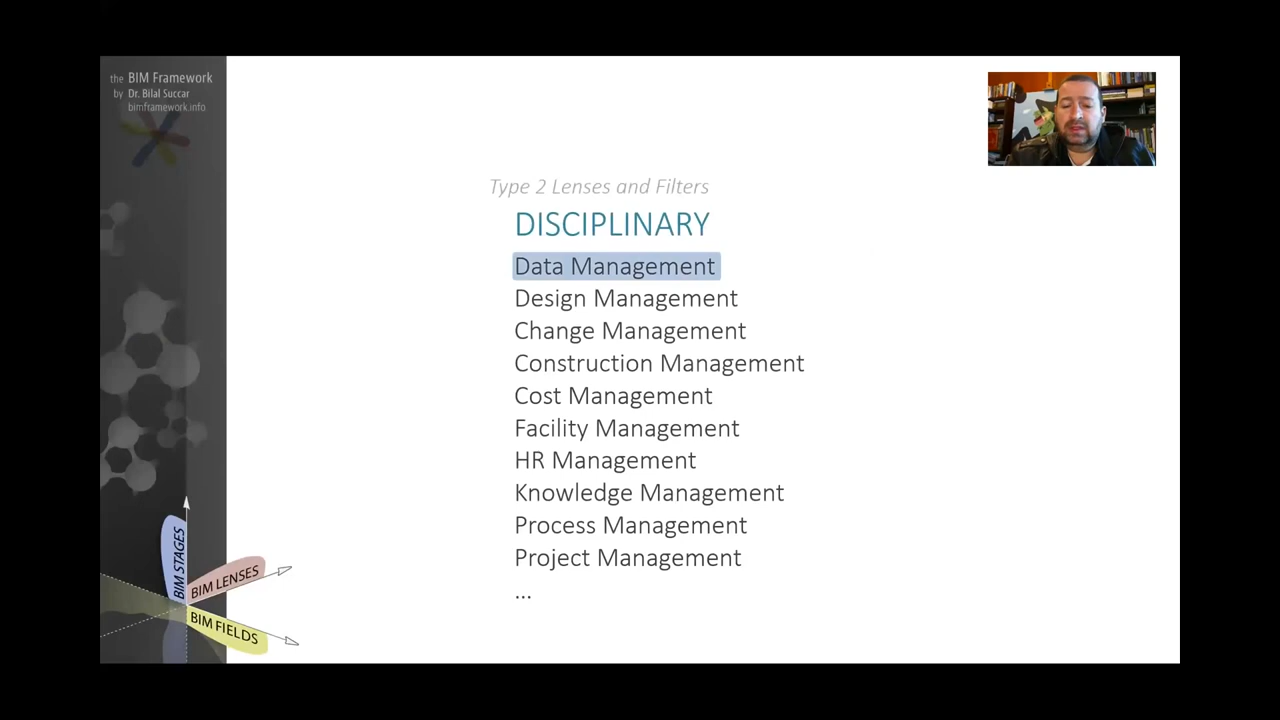 the BIM Framework
by Dr. Bilal Succar
bimframework.info
Type 2 Lenses and Filters
DISCIPLINARY
Data Management
Design Management
Change Management
Construction Management
Cost Management
Facility Management
HR Management
Knowledge Management
Process Management
Project Management
...
BIM STAGES
BIM LENSES
BIM FIELDS